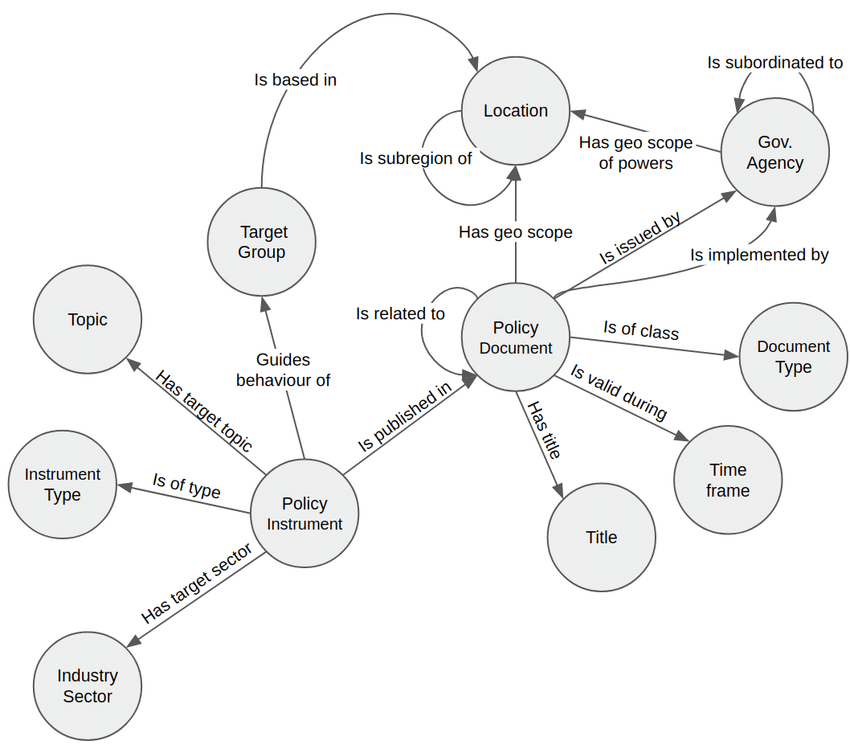 Is subordinated to
Is based in
Location
Gov.
Agency
Has geo scope
of powers
Is subregion of
Target
Group
Has geo scope
Is issued by
Is implemented by
Topic
Is related to
Policy
Document
Is of class
Document
Type
Guides
behaviour of
Has target topic
Is published in
Has title
Is valid during
Instrument
Type
Is of type
Policy
Instrument
Time
frame
Title
Has target sector
Industry
Sector